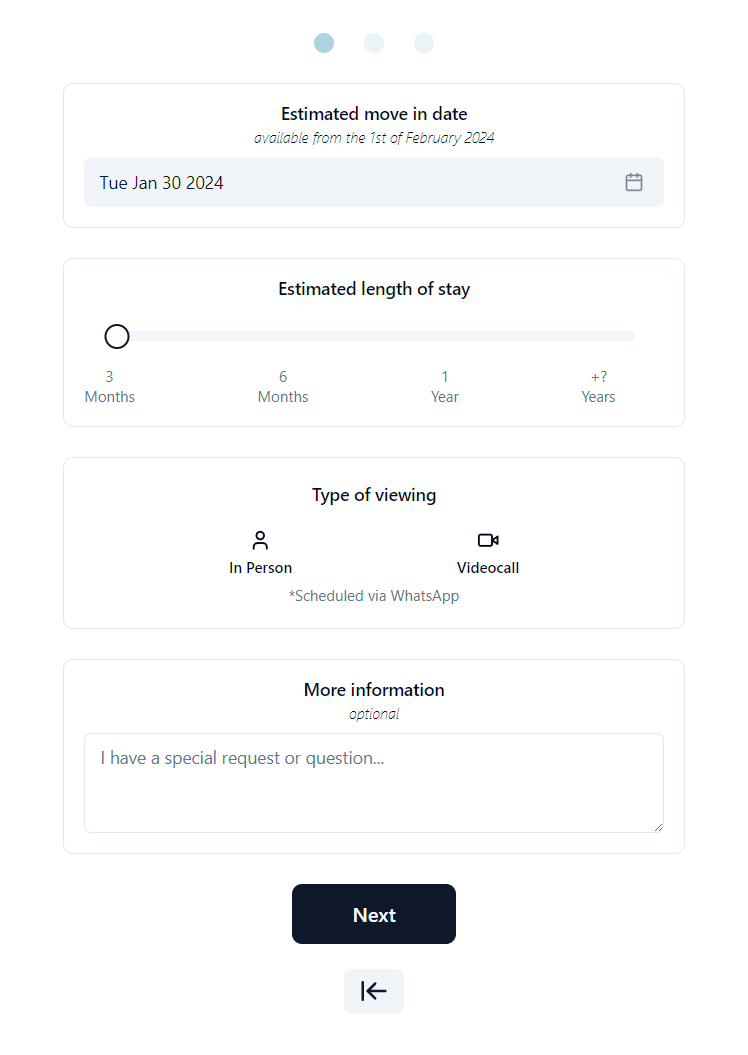 Estimated move in date
available from the 1st of February 2024
Tue Jan 30 2024
Estimated length of stay
3 6 1 +?
Months Months Year Years
Type of viewing
In Person Videocall
*Scheduled via WhatsApp
More information
optional
I have a special request or question...
Next